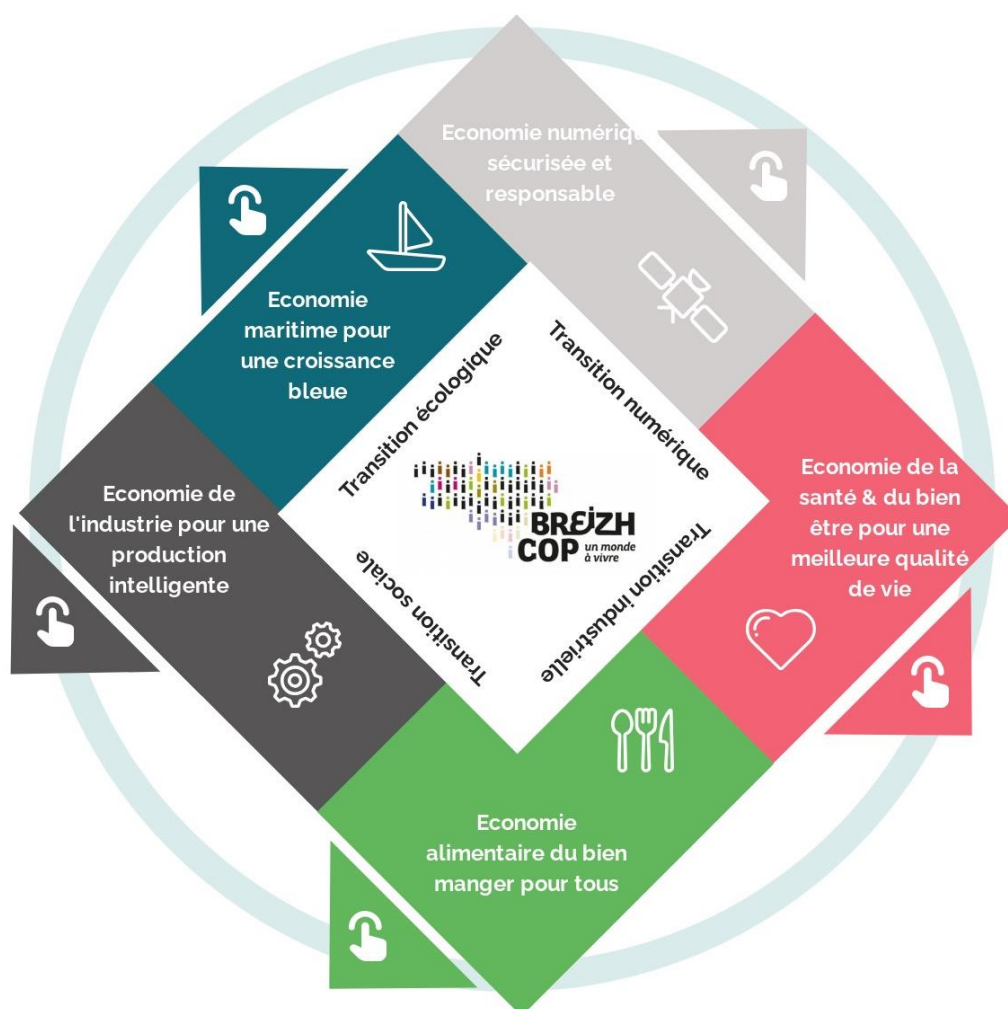 Economie numérique
sécurisée et
responsable
Economie
maritime pour
une croissance
bleue
Transition écologique
Transition numérique
Economie de la
santé & du bien
être pour une
meilleure qualité
de vie
Economie de
l'industrie pour une
production
intelligente
BREIZH
COP
un monde
à vivre
Transition sociale
Transition industrielle
Economie
alimentaire du bien
manger pour tous